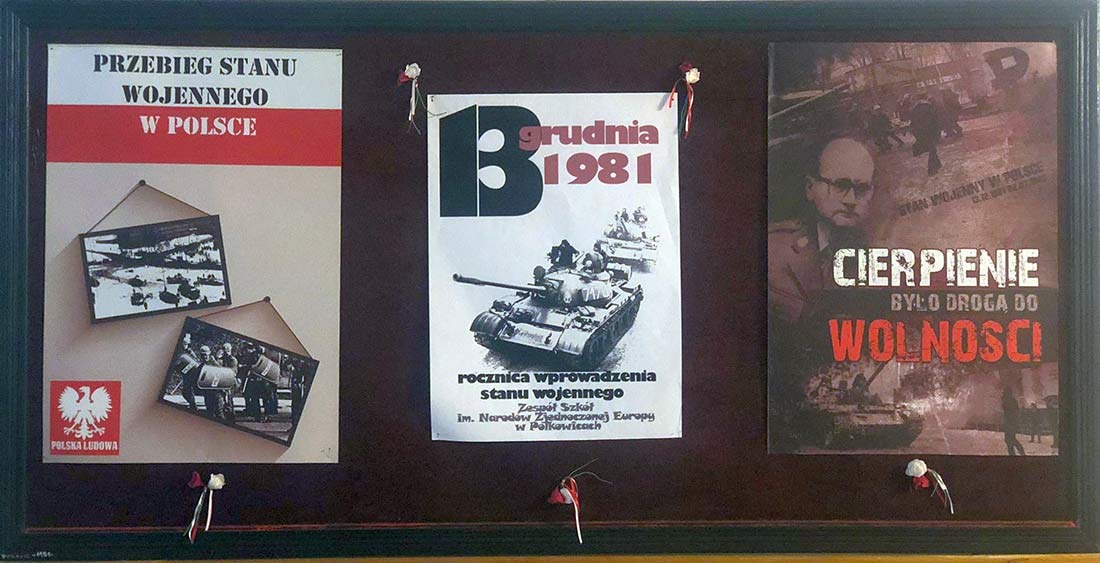 PRZEBIEG STANU
WOJENNEGO
W POLSCE
POLSKA LUDOWA
13 grudnia
1981
rocznica wprowadzenia
stanu wojennego
Zespół Szkół
im. Narodów Zjednoczonej Europy
w Polkowicach
STAN WOJENNY W POLSCE
CIERPIENIE
BYŁO DROGĄ DO
WOLNOŚCI